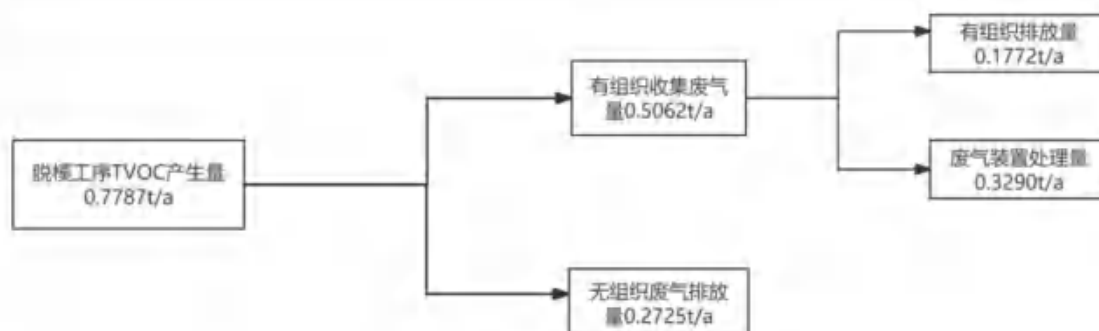 有组织排放量
0.1772t/a
有组织收集废气
量0.5062t/a
脱模工序TVOC产生量
0.7787t/a
废气装置处理量
0.3290t/a
无组织废气排放
量0.2725t/a